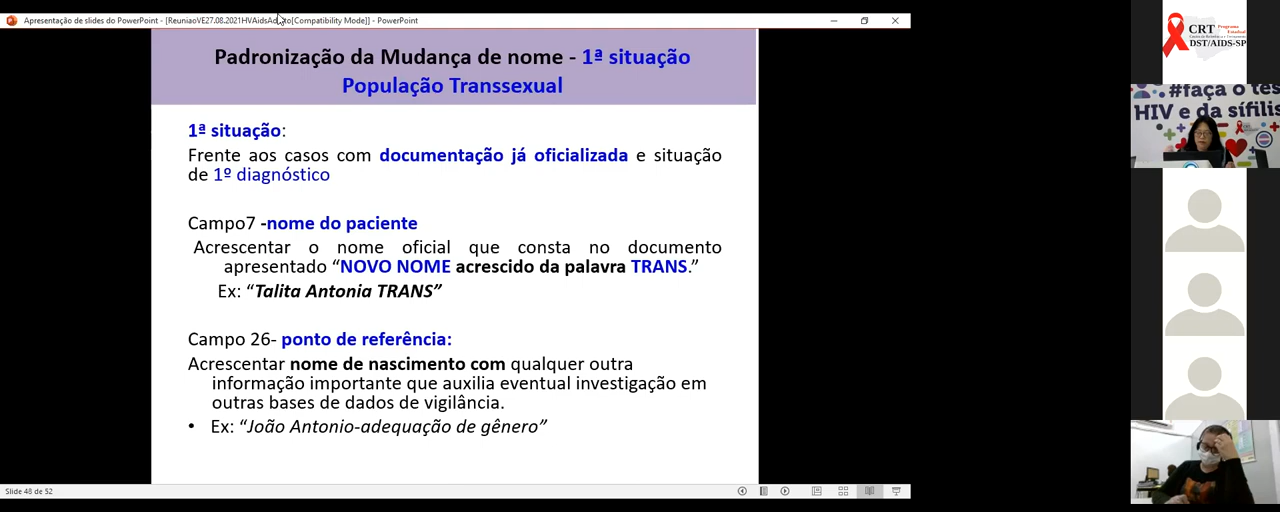 Apresentação de slides do PowerPoint - [ReuniaoVE27.08.2021HVAidsAdulto[Compatibility Mode]] - PowerPoint
Padronização da Mudança de nome - 1ª situação
População Transsexual
1ª situação:
Frente aos casos com documentação já oficializada e situação
de 1º diagnóstico
Campo7 -nome do paciente
Acrescentar o nome oficial que consta no documento
apresentado “NOVO NOME acrescido da palavra TRANS.”
Ex: “Talita Antonia TRANS”
Campo 26- ponto de referência:
Acrescentar nome de nascimento com qualquer outra
informação importante que auxilia eventual investigação em
outras bases de dados de vigilância.
• Ex: “João Antonio-adequação de gênero”
Slide 48 de 52
CRT Programa
Estadual
DST/AIDS-SP
#faça o tes
HIV e da sífilis